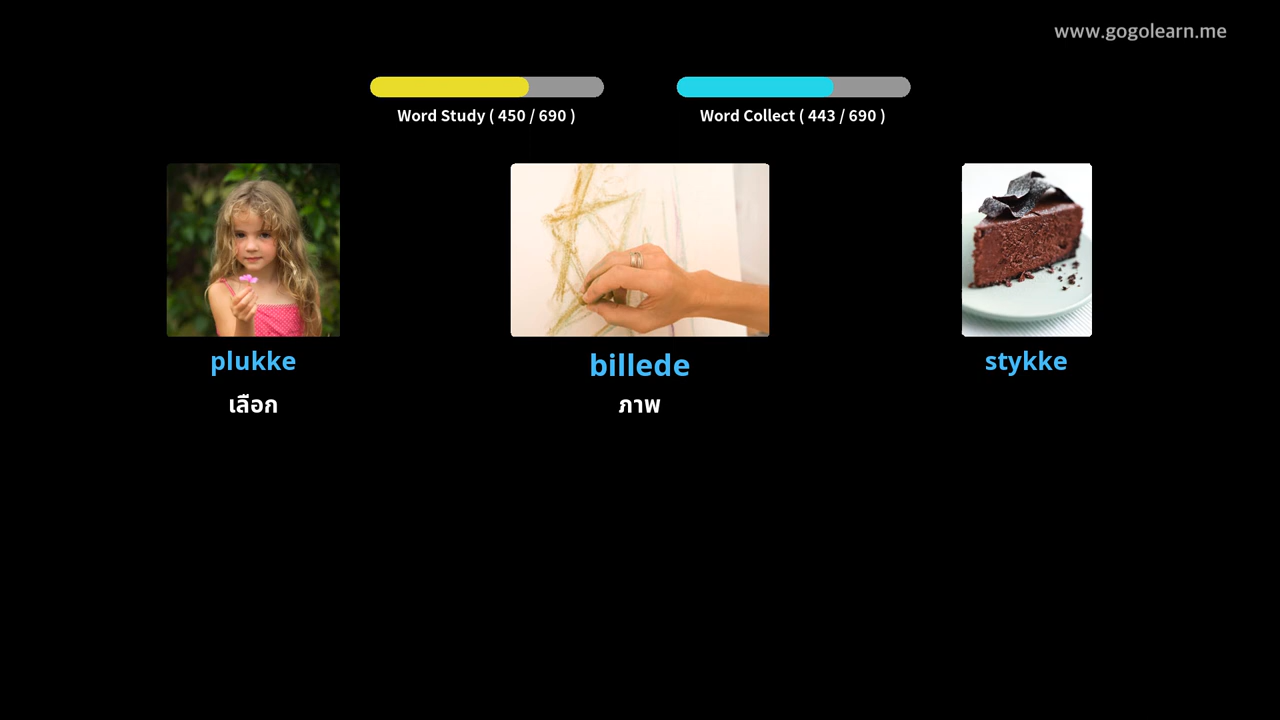 www.gogolearn.me
Word Study ( 450 / 690 )
Word Collect ( 443 / 690 )
plukke
เลือก
billede
ภาพ
stykke